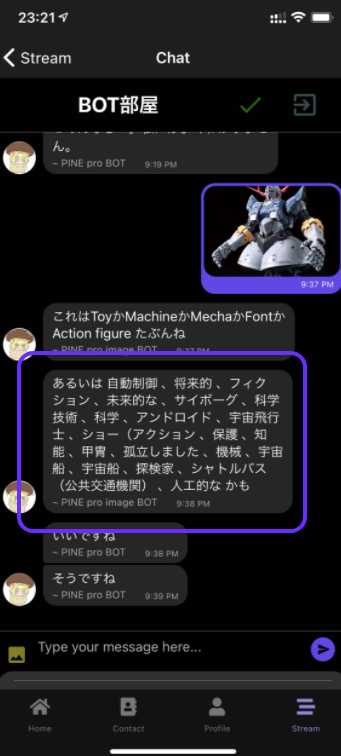 23:21
Stream
Chat
BOT部屋
ん。
~ PINE pro BOT 9:19 PM
9:37 PM
これはToyかMachineかMechaかFontか
Action figure たぶんね
~ PINE pro image BOT 9:37 PM
あるいは 自動制御 、将来的 、フィク
ション 、未来的な 、サイボーグ 、科学
技術 、科学 、アンドロイド 、宇宙飛行
士 、ショー（アクション 、保護 、知
能 、甲冑 、孤立しました 、機械 、宇宙
船 、宇宙船 、探検家 、シャトルバス
（公共交通機関） 、人工的な かも
~ PINE pro image BOT 9:38 PM
いいですね
~ PINE pro BOT 9:38 PM
そうですね
~ PINE pro BOT 9:39 PM
Type your message here...
Home
Contact
Profile
Stream